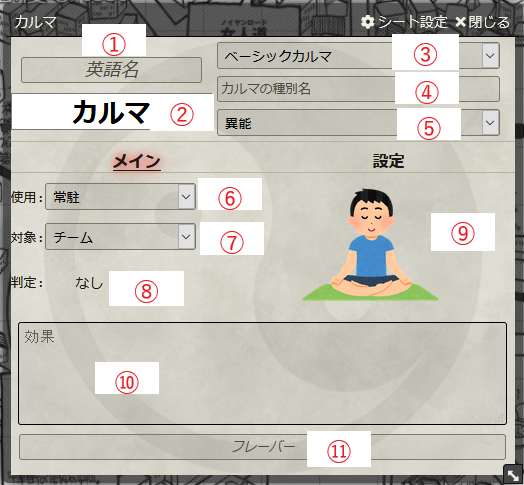 カルマ
シート設定
閉じる
①
英語名
ベーシックカルマ
③
カルマ
②
カルマの種別名
④
異能
⑤
メイン
設定
使用:
常駐
⑥
対象:
チーム
⑦
⑨
判定:
なし
⑧
効果
⑩
フレーバー
⑪